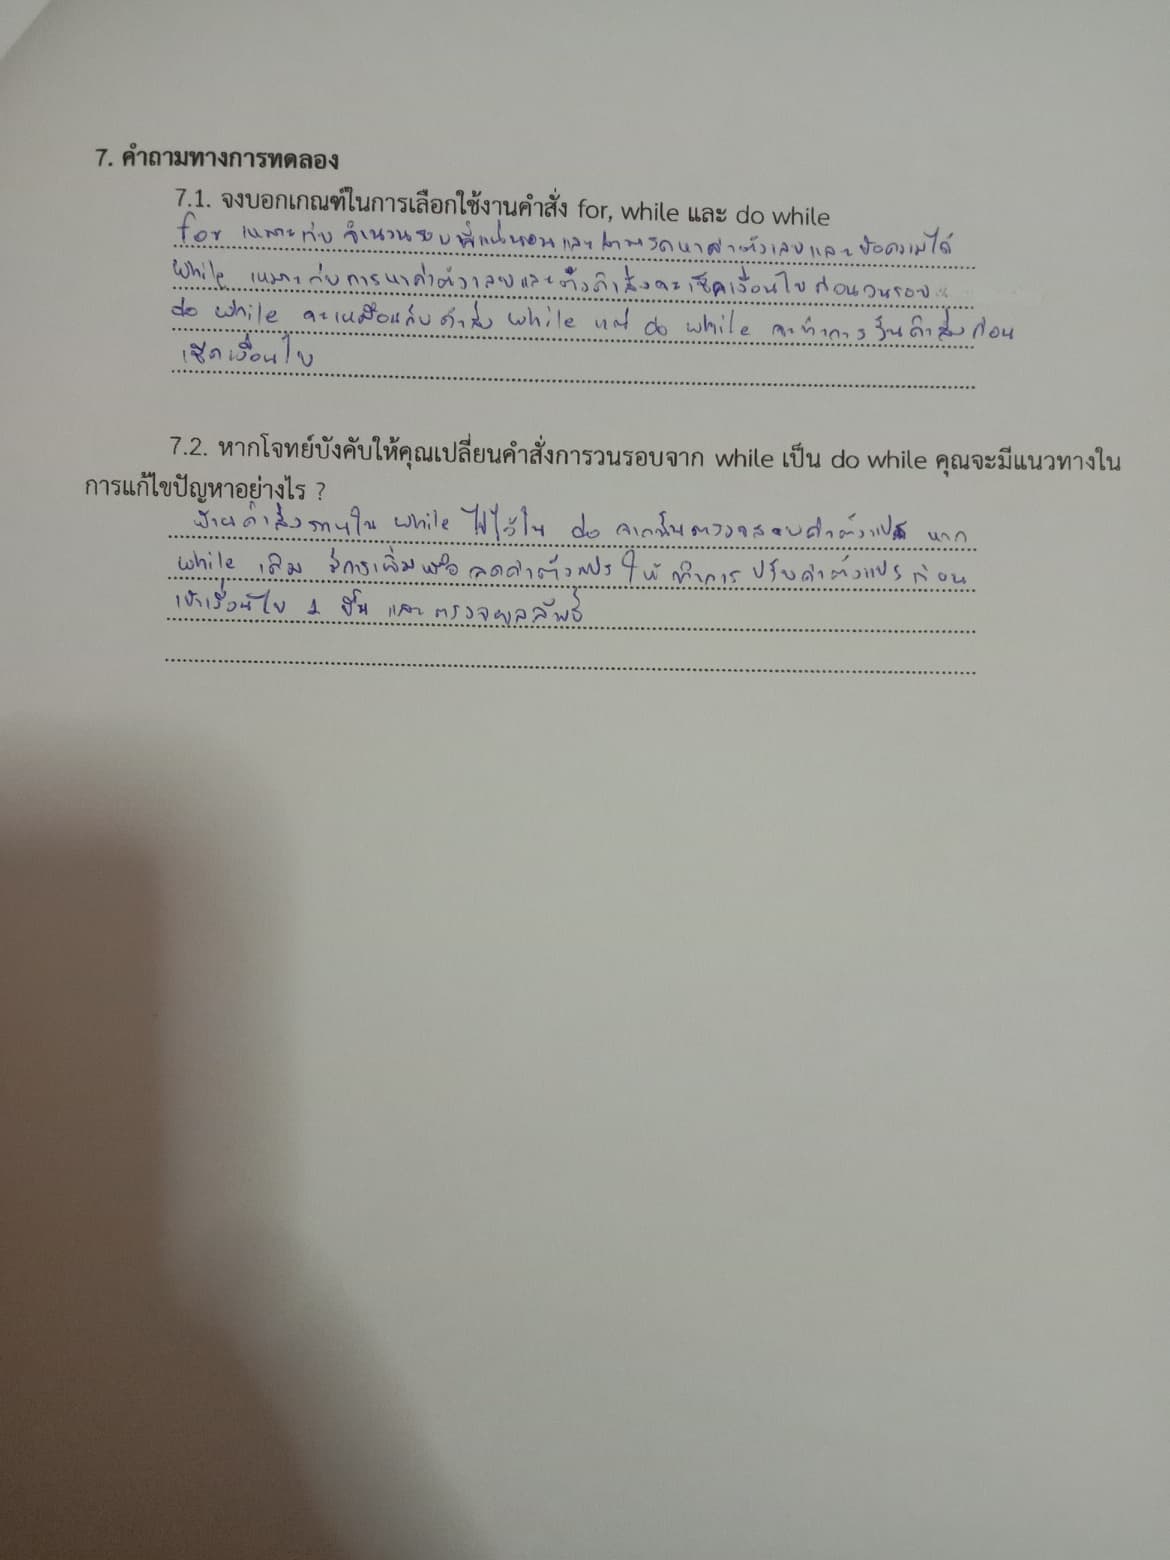 7. คำถามทางการทดลอง
7.1. จงบอกเกณฑ์ในการเลือกใช้งานคำสั่ง for, while และ do while
for เหมาะกับ จำนวนรอบที่แน่นอนและสามารถหาค่าตัวเลขและข้อความได้
while เหมาะกับการหาค่าตัวเลขและตัวคำสั่งจะเช็คเงื่อนไขก่อนวนรอบ
do while จะเหมือนกับคำสั่ง while แต่ do while จะทำการรันคำสั่งก่อน
เช็คเงื่อนไข
7.2. หากโจทย์บังคับให้คุณเปลี่ยนคำสั่งการวนรอบจาก while เป็น do while คุณจะมีแนวทางใน
การแก้ไขปัญหาอย่างไร ?
ย้ายคำสั่งภายใน while ไปไว้ใน do จากนั้นตรวจสอบค่าตัวแปร หาก
while เดิม มีการเพิ่มหรือ ลดค่าตัวแปร ให้ ทำการ ปรับค่าตัวแปร ก่อน
เข้าเงื่อนไข 1 ขั้น และตรวจผลลัพธ์